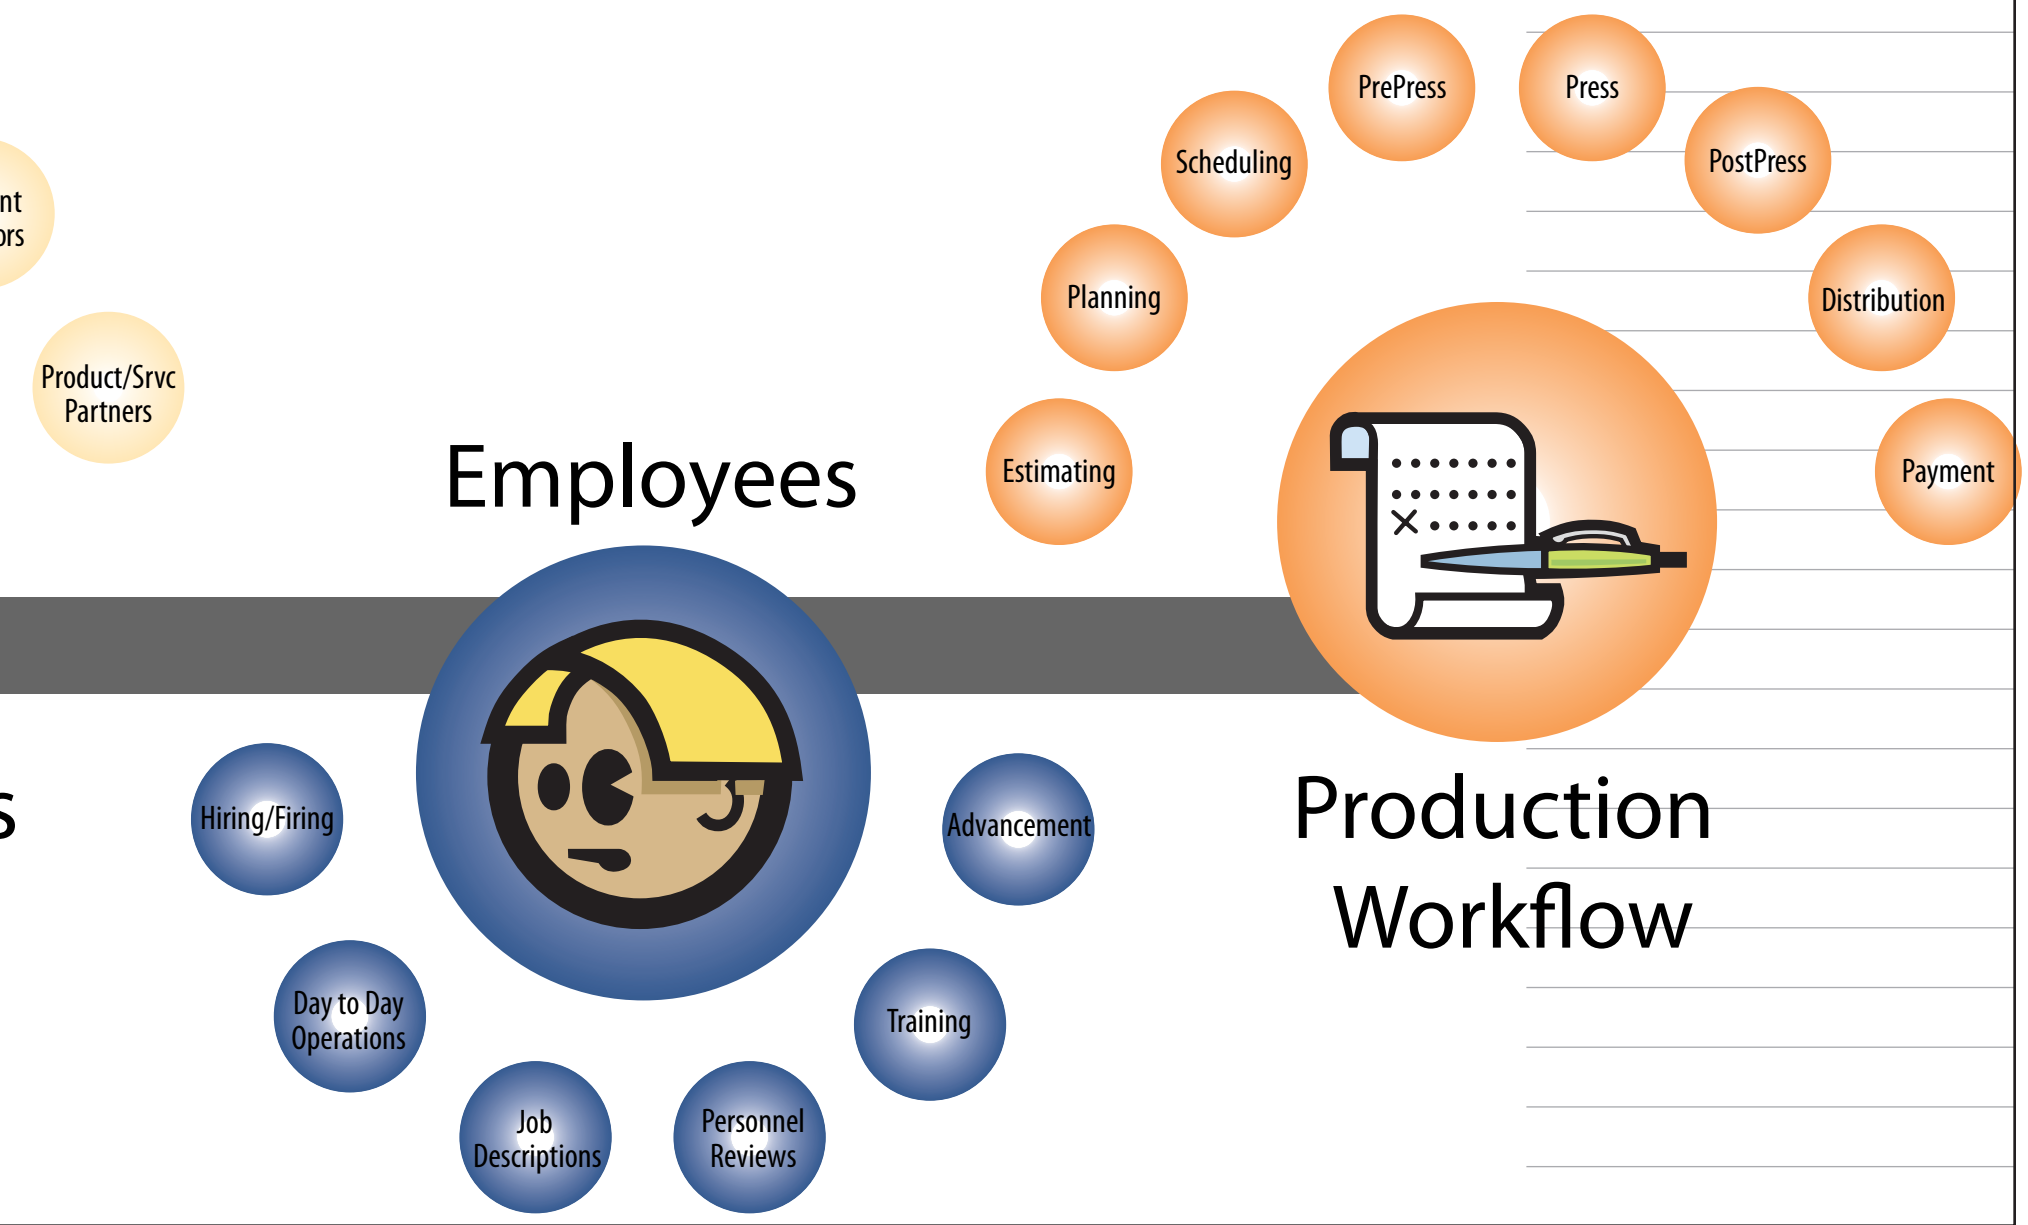 Product/Srvc
Partners
Employees
Hiring/Firing
Day to Day
Operations
Job
Descriptions
Personnel
Reviews
Training
Advancement
Estimating
Planning
Scheduling
PrePress
Press
PostPress
Distribution
Payment
Production
Workflow